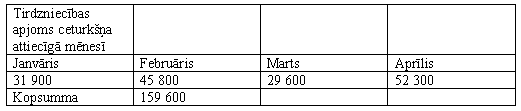 Tirdzniecības
apjoms ceturkšņa
attiecīgā mēnesī
Janvāris Februāris Marts Aprīlis
31 900 45 800 29 600 52 300
Kopsumma 159 600